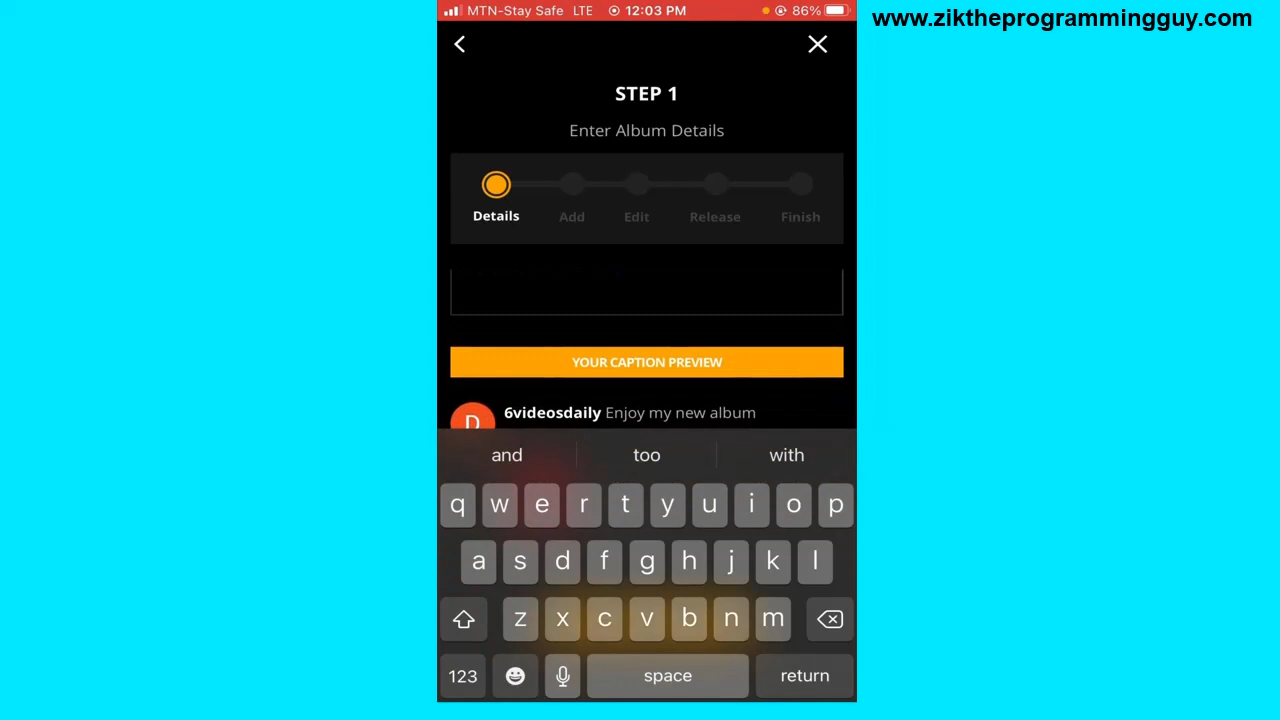 MTN-Stay Safe LTE 12:03 PM 86%
www.ziktheprogrammingguy.com
STEP 1
Enter Album Details
Details Add Edit Release Finish
YOUR CAPTION PREVIEW
6videosdaily Enjoy my new album
D
and too with
q w e r t y u i o p
a s d f g h j k l
z x c v b n m
123 space return